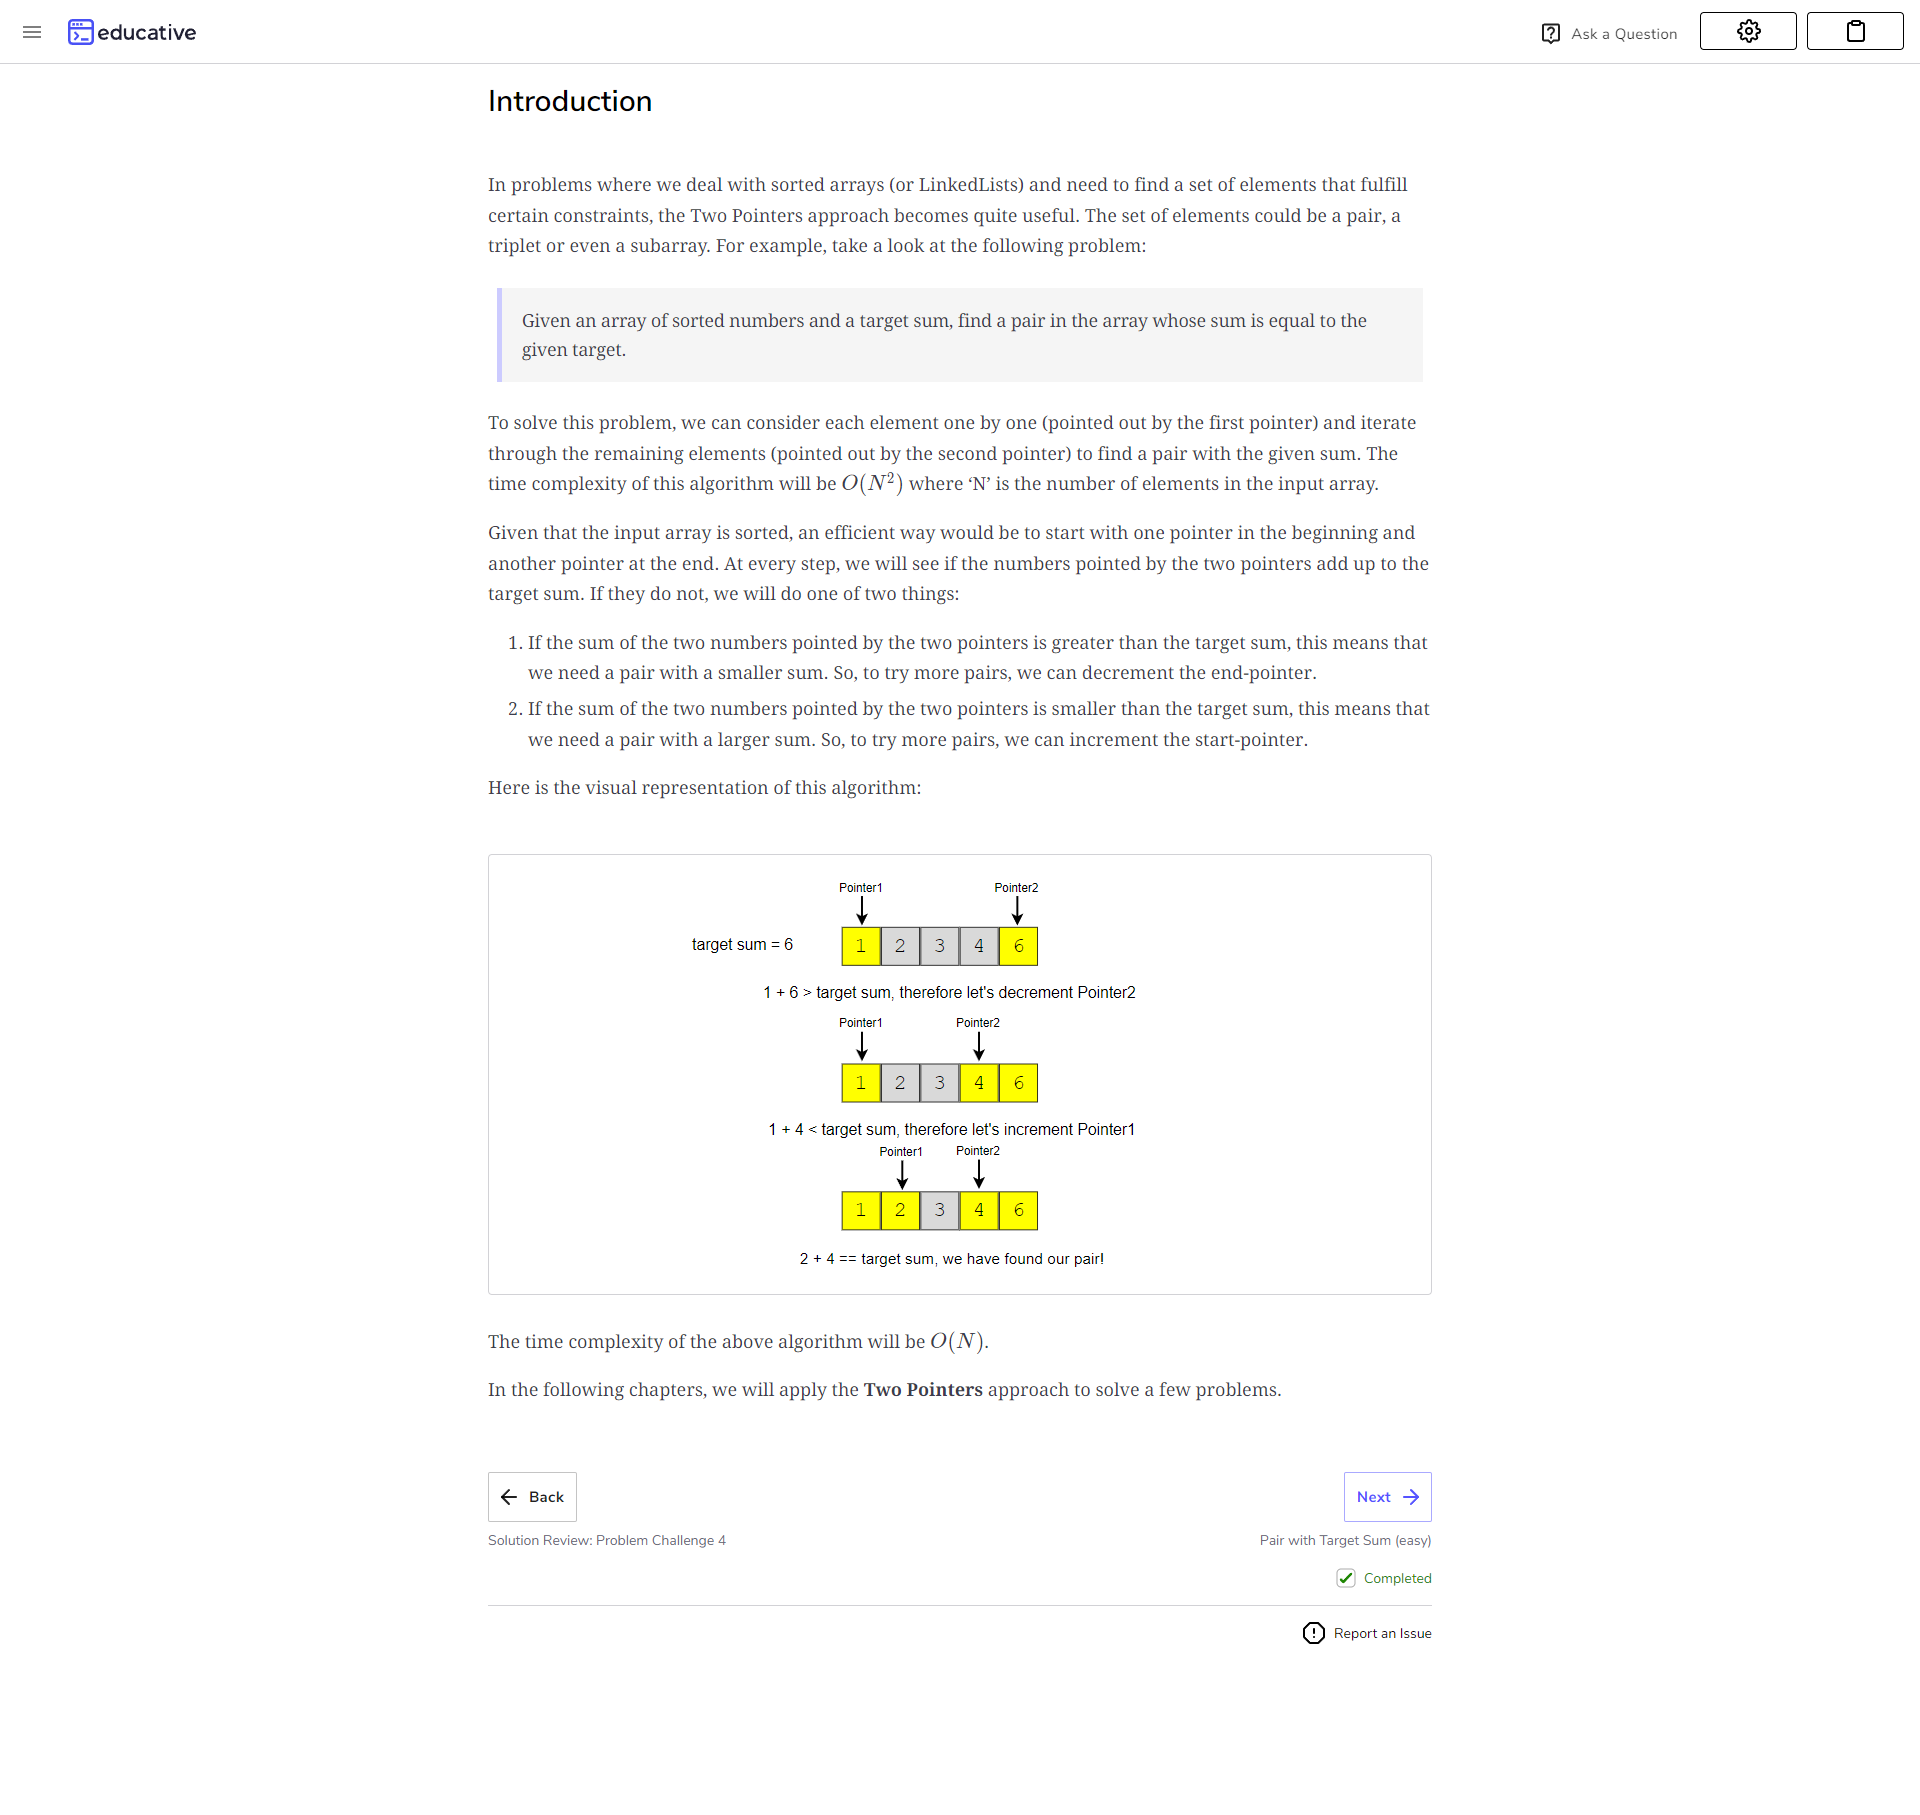 educative
Ask a Question
Introduction
In problems where we deal with sorted arrays (or LinkedLists) and need to find a set of elements that fulfill
certain constraints, the Two Pointers approach becomes quite useful. The set of elements could be a pair, a
triplet or even a subarray. For example, take a look at the following problem:
Given an array of sorted numbers and a target sum, find a pair in the array whose sum is equal to the
given target.
To solve this problem, we can consider each element one by one (pointed out by the first pointer) and iterate
through the remaining elements (pointed out by the second pointer) to find a pair with the given sum. The
time complexity of this algorithm will be O(N²) where ‘N’ is the number of elements in the input array.
Given that the input array is sorted, an efficient way would be to start with one pointer in the beginning and
another pointer at the end. At every step, we will see if the numbers pointed by the two pointers add up to the
target sum. If they do not, we will do one of two things:
1. If the sum of the two numbers pointed by the two pointers is greater than the target sum, this means that
we need a pair with a smaller sum. So, to try more pairs, we can decrement the end-pointer.
2. If the sum of the two numbers pointed by the two pointers is smaller than the target sum, this means that
we need a pair with a larger sum. So, to try more pairs, we can increment the start-pointer.
Here is the visual representation of this algorithm:
Pointer1 Pointer2
target sum = 6 1 2 3 4 6
1 + 6 > target sum, therefore let's decrement Pointer2
Pointer1 Pointer2
1 2 3 4 6
1 + 4 < target sum, therefore let's increment Pointer1
Pointer1 Pointer2
1 2 3 4 6
2 + 4 == target sum, we have found our pair!
The time complexity of the above algorithm will be O(N).
In the following chapters, we will apply the Two Pointers approach to solve a few problems.
Back Next
Solution Review: Problem Challenge 4 Pair with Target Sum (easy)
Completed
Report an Issue